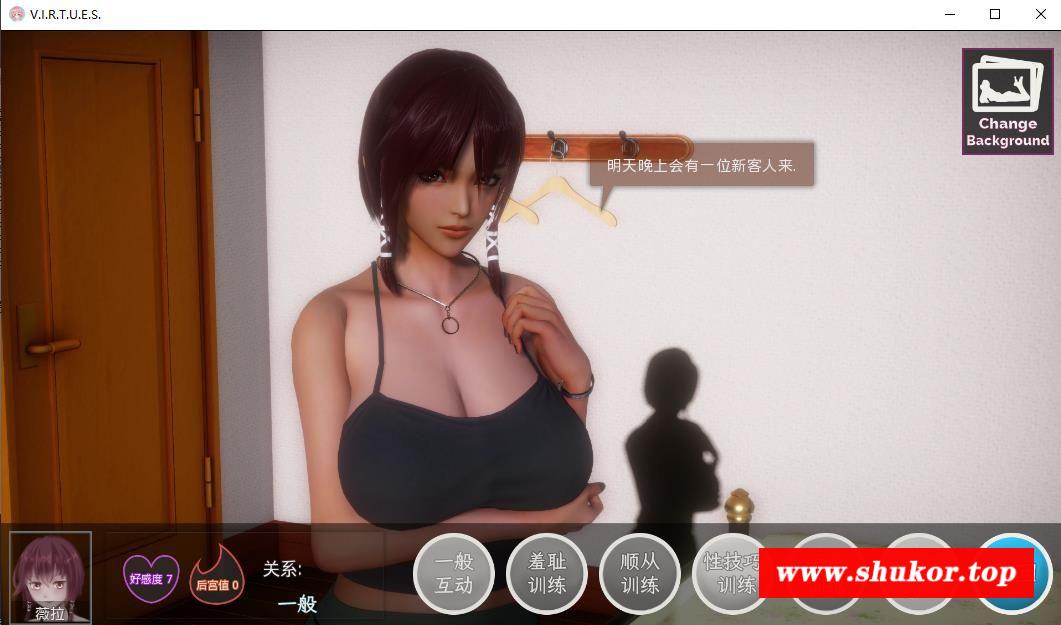 V.I.R.T.U.E.S.
Change
Background
明天晚上会有一位新客人来.
好感度 7
后宫值 0
关系:
一般
薇拉
一般
互动
羞耻
训练
顺从
训练
性技巧
训练
www.shukor.top